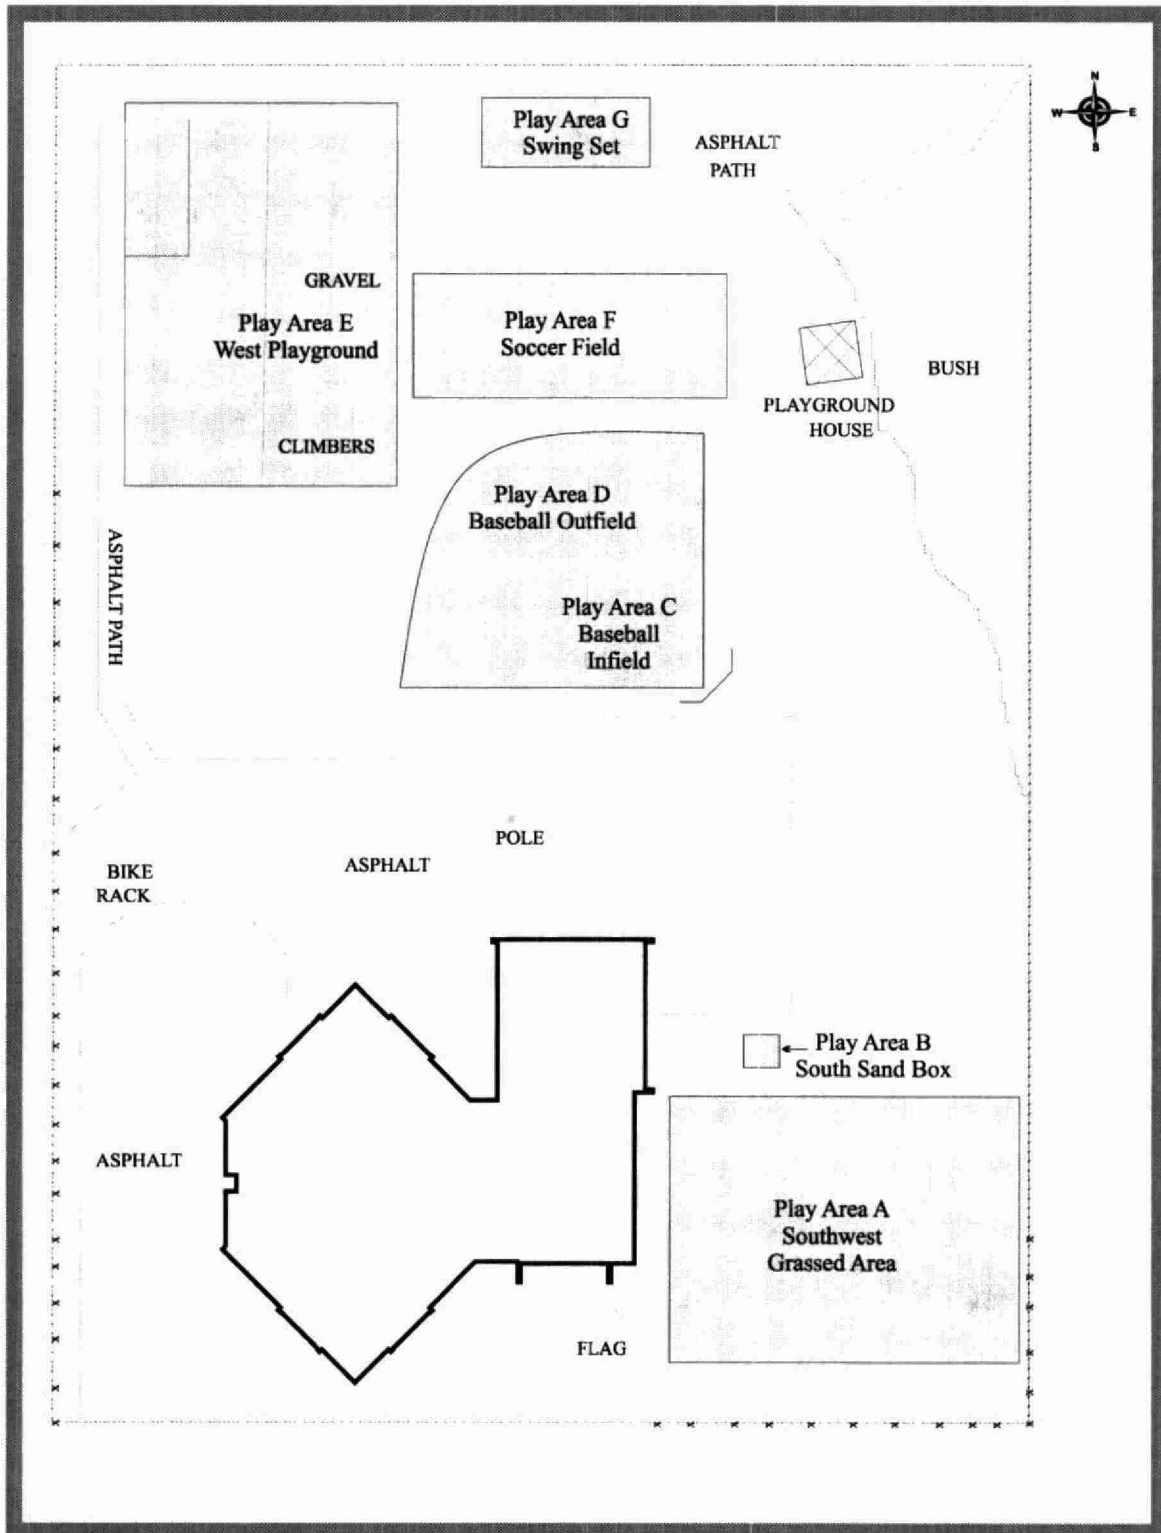 N
W E
S
Play Area G
Swing Set
ASPHALT
PATH
GRAVEL
Play Area E
West Playground
CLIMBERS
Play Area F
Soccer Field
BUSH
PLAYGROUND
HOUSE
Play Area D
Baseball Outfield
Play Area C
Baseball
Infield
ASPHALT PATH
POLE
ASPHALT
BIKE
RACK
Play Area B
South Sand Box
ASPHALT
Play Area A
Southwest
Grassed Area
FLAG